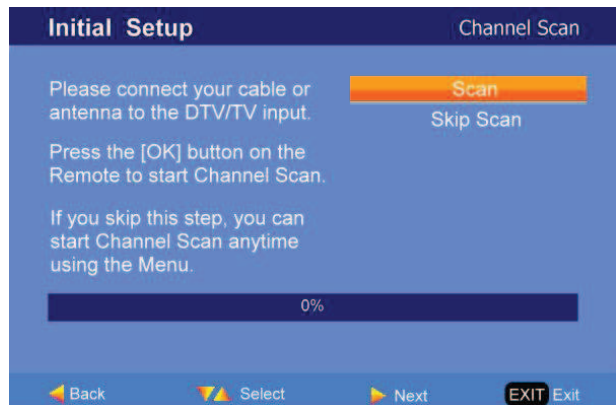 Initial Setup
Channel Scan
Please connect your cable or
antenna to the DTV/TV input.
Press the [OK] button on the
Remote to start Channel Scan.
If you skip this step, you can
start Channel Scan anytime
using the Menu.
Scan
Skip Scan
0%
Back Select Next EXIT Exit